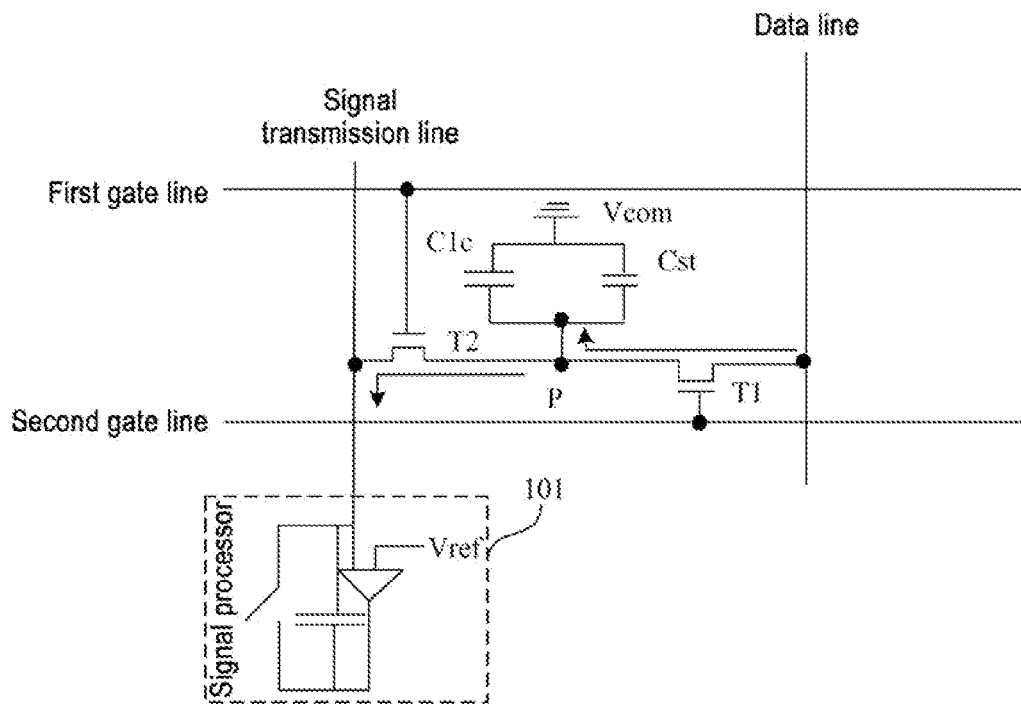 Data line
Signal
transmission line
First gate line
Vcom
C1c
Cst
T2
P
T1
Second gate line
101
Vref
Signal processor